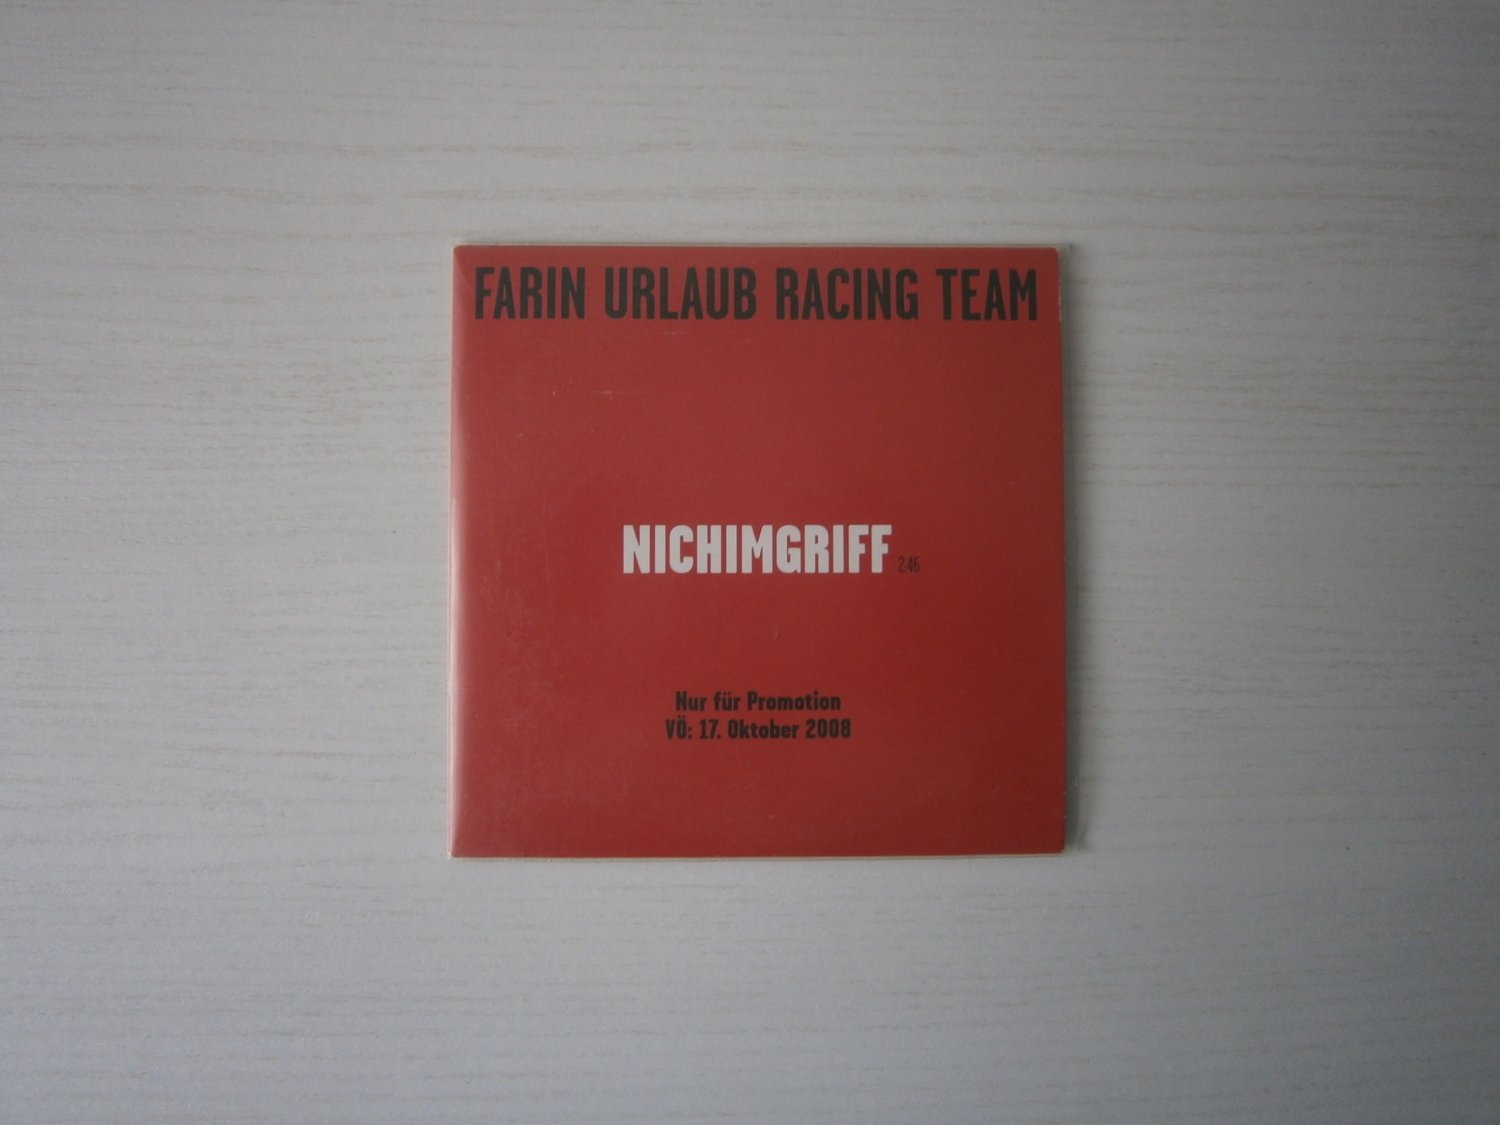 FARIN URLAUB RACING TEAM
NICHIMGRIFF 2:46
Nur für Promotion
VÖ: 17. Oktober 2008